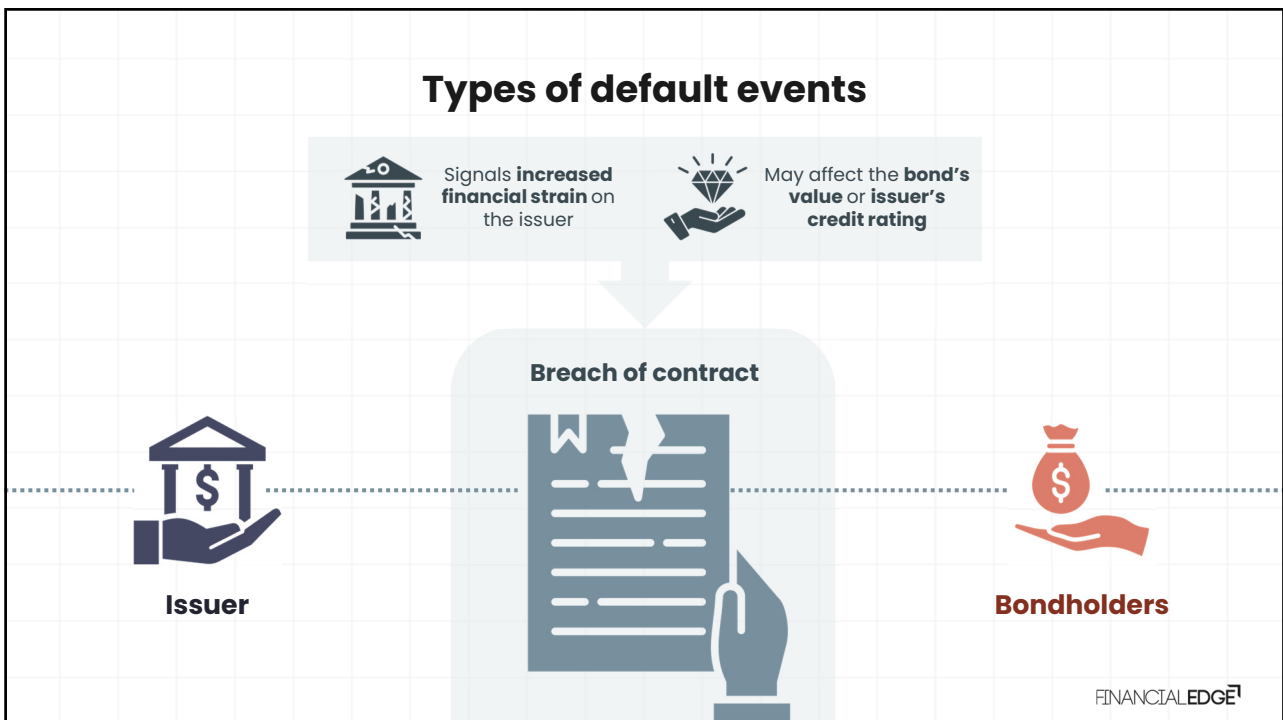 Types of default events
Signals increased
financial strain on
the issuer
May affect the bond's
value or issuer's
credit rating
Breach of contract
$
$
Issuer
Bondholders
FINANCIALEDGE